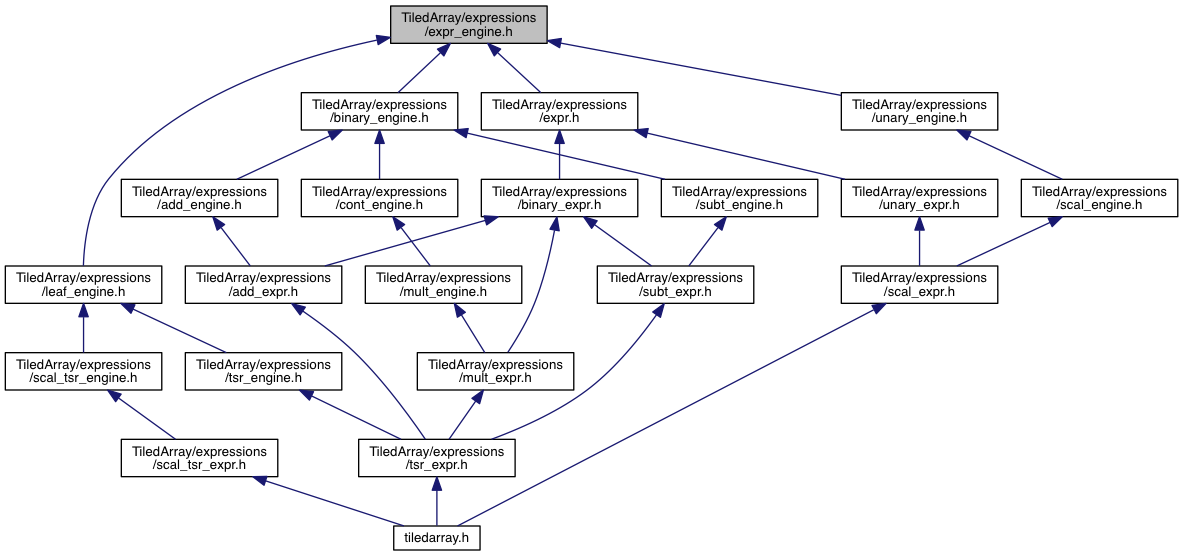 TiledArray/expressions
/expr_engine.h
TiledArray/expressions
/binary_engine.h
TiledArray/expressions
/expr.h
TiledArray/expressions
/unary_engine.h
TiledArray/expressions
/add_engine.h
TiledArray/expressions
/cont_engine.h
TiledArray/expressions
/binary_expr.h
TiledArray/expressions
/subt_engine.h
TiledArray/expressions
/unary_expr.h
TiledArray/expressions
/scal_engine.h
TiledArray/expressions
/leaf_engine.h
TiledArray/expressions
/add_expr.h
TiledArray/expressions
/mult_engine.h
TiledArray/expressions
/subt_expr.h
TiledArray/expressions
/scal_expr.h
TiledArray/expressions
/scal_tsr_engine.h
TiledArray/expressions
/tsr_engine.h
TiledArray/expressions
/mult_expr.h
TiledArray/expressions
/scal_tsr_expr.h
TiledArray/expressions
/tsr_expr.h
tiledarray.h